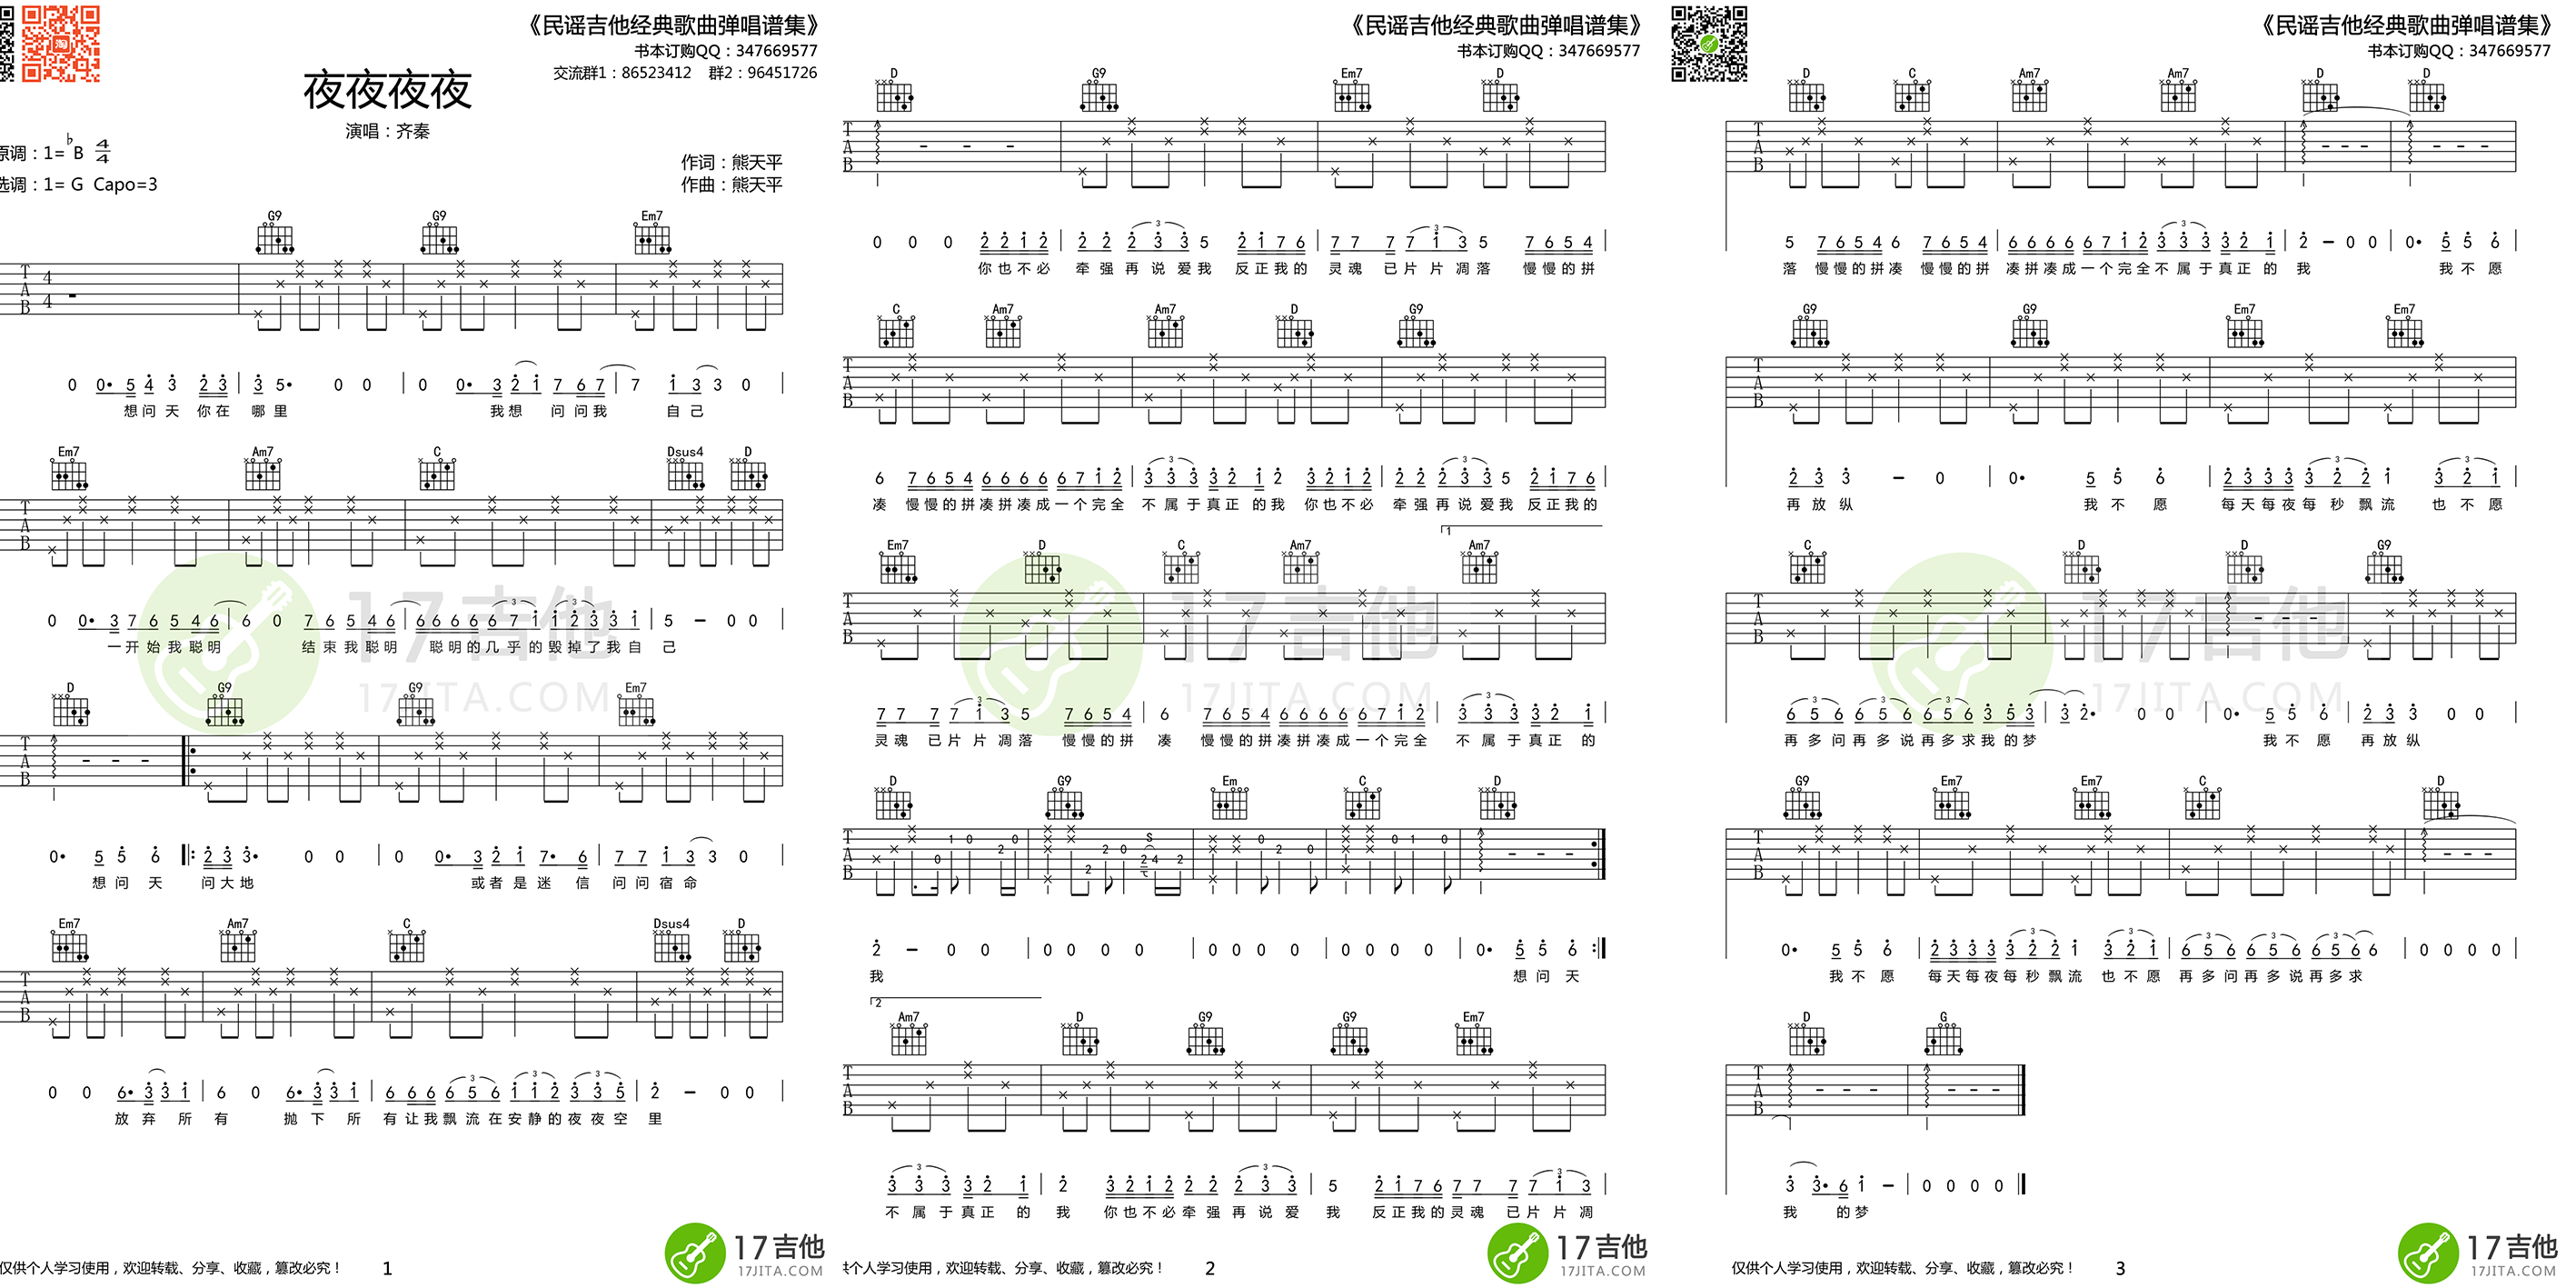 《民谣吉他经典歌曲弹唱谱集》
书本订购QQ：347669577
交流群1：86523412 群2：96451726
夜夜夜夜
演唱：齐秦
原调：1=♭B 4/4
选调：1= G Capo=3
作词：熊天平
作曲：熊天平
G9 G9 Em7
想问天 你在 哪里 我想 问问我 自己
Em7 Am7 C Dsus4 D
一开始我聪明 结束我聪明 聪明的几乎的毁掉了我自 己
D G9 G9 Em7
想问天 问大地 或者是迷信 问问宿命
Em7 Am7 C Dsus4 D
放弃所 有 抛下所 有让我飘流在安静的夜夜空 里
17吉他
17JITA.COM
仅供个人学习使用，欢迎转载、分享、收藏，篡改必究！ 1
17吉他
17JITA.COM
《民谣吉他经典歌曲弹唱谱集》
书本订购QQ：347669577
D G9 Em7 D
你也不必 牵强再说爱我 反正我的 灵魂已片片凋落 慢慢的拼
C Am7 Am7 D G9
凑 慢慢的拼凑拼凑成一个完全 不属于真正的我 你也不必 牵强再说爱我 反正我的
Em7 D C Am7 Am7
灵魂已片片凋落 慢慢的拼 凑 慢慢的拼凑拼凑成一个完全 不属于真正的
D G9 Em C D
我 想问天
Am7 D G9 G9 Em7
不属于真正的 我 你也不必牵强再说爱 我 反正我的灵魂已片片凋
17吉他
17JITA.COM
供个人学习使用，欢迎转载、分享、收藏，篡改必究！ 2
17吉他
17JITA.COM
《民谣吉他经典歌曲弹唱谱集》
书本订购QQ：347669577
D C Am7 Am7 D D
落 慢慢的拼凑 慢慢的拼 凑拼凑成一个完全不属于真正的 我 我不愿
G9 G9 Em7 Em7
再放纵 我不愿 每天每夜每秒飘流 也不愿
C D D G9
再多问再多说再多求我的梦 我不愿 再放纵
G9 Em7 Em7 C D
我不愿 每天每夜每秒飘流 也不愿 再多问再多说再多求
D G
我 的梦
17吉他
17JITA.COM
仅供个人学习使用，欢迎转载、分享、收藏，篡改必究！ 3
17吉他
17JITA.COM